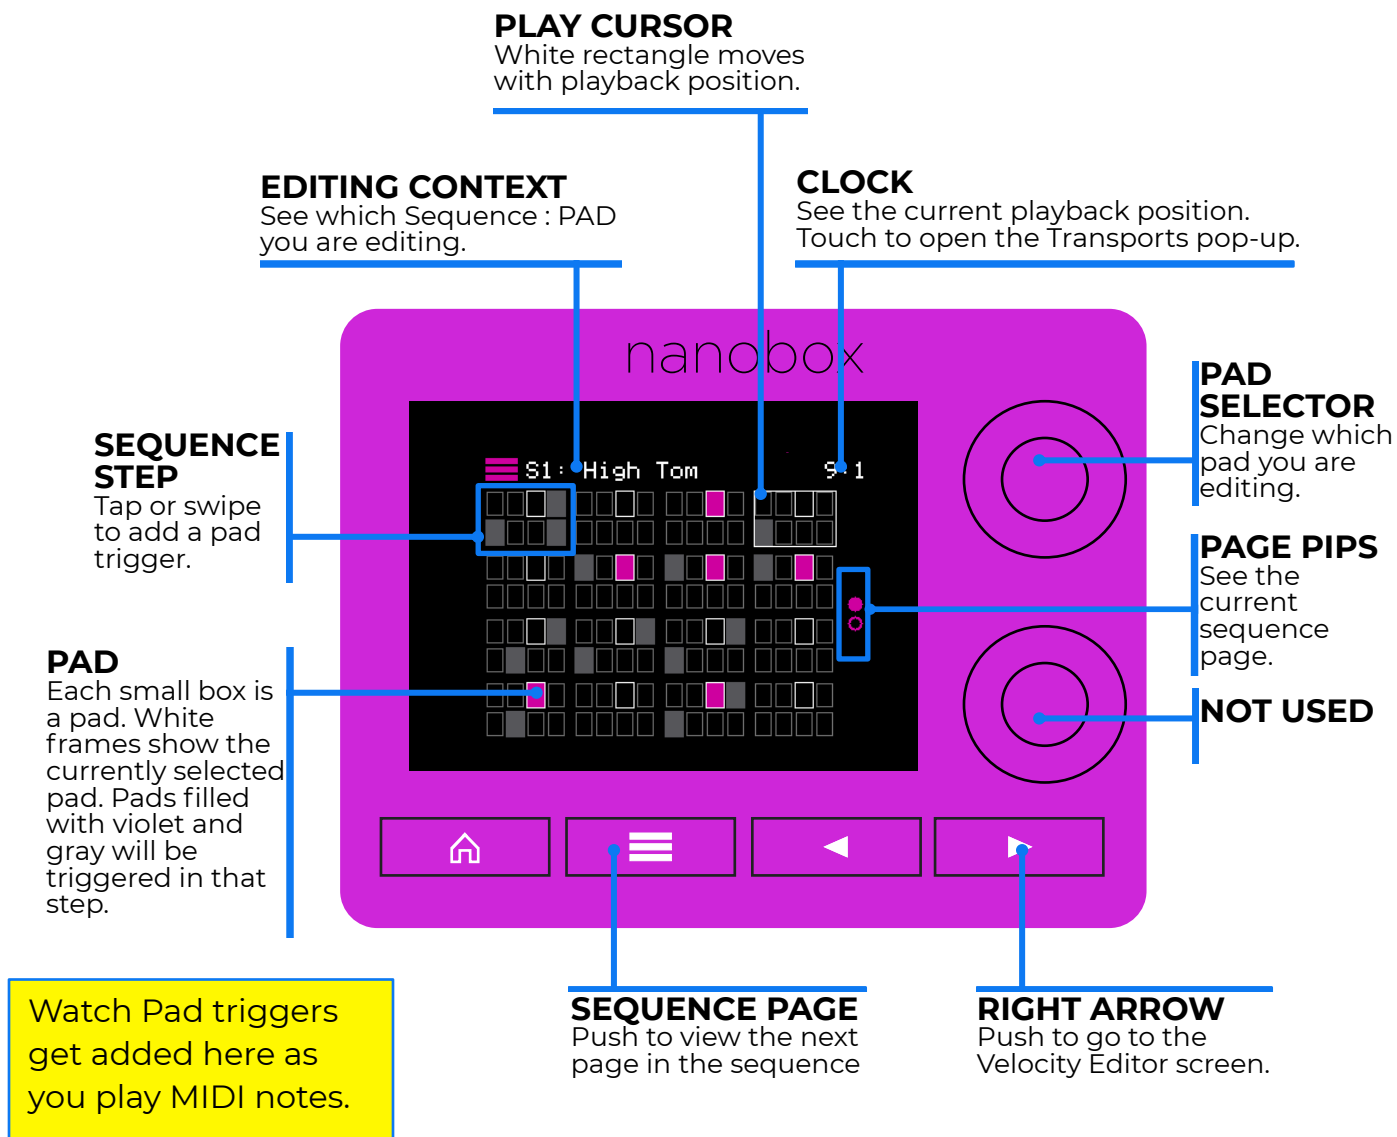 PLAY CURSOR
White rectangle moves
with playback position.
EDITING CONTEXT
See which Sequence : PAD
you are editing.
CLOCK
See the current playback position.
Touch to open the Transports pop-up.
nanobox
S1: High Tom 9:1
SEQUENCE
STEP
Tap or swipe
to add a pad
trigger.
PAD
Each small box is
a pad. White
frames show the
currently selected
pad. Pads filled
with violet and
gray will be
triggered in that
step.
PAD
SELECTOR
Change which
pad you are
editing.
PAGE PIPS
See the
current
sequence
page.
NOT USED
Watch Pad triggers
get added here as
you play MIDI notes.
SEQUENCE PAGE
Push to view the next
page in the sequence
RIGHT ARROW
Push to go to the
Velocity Editor screen.